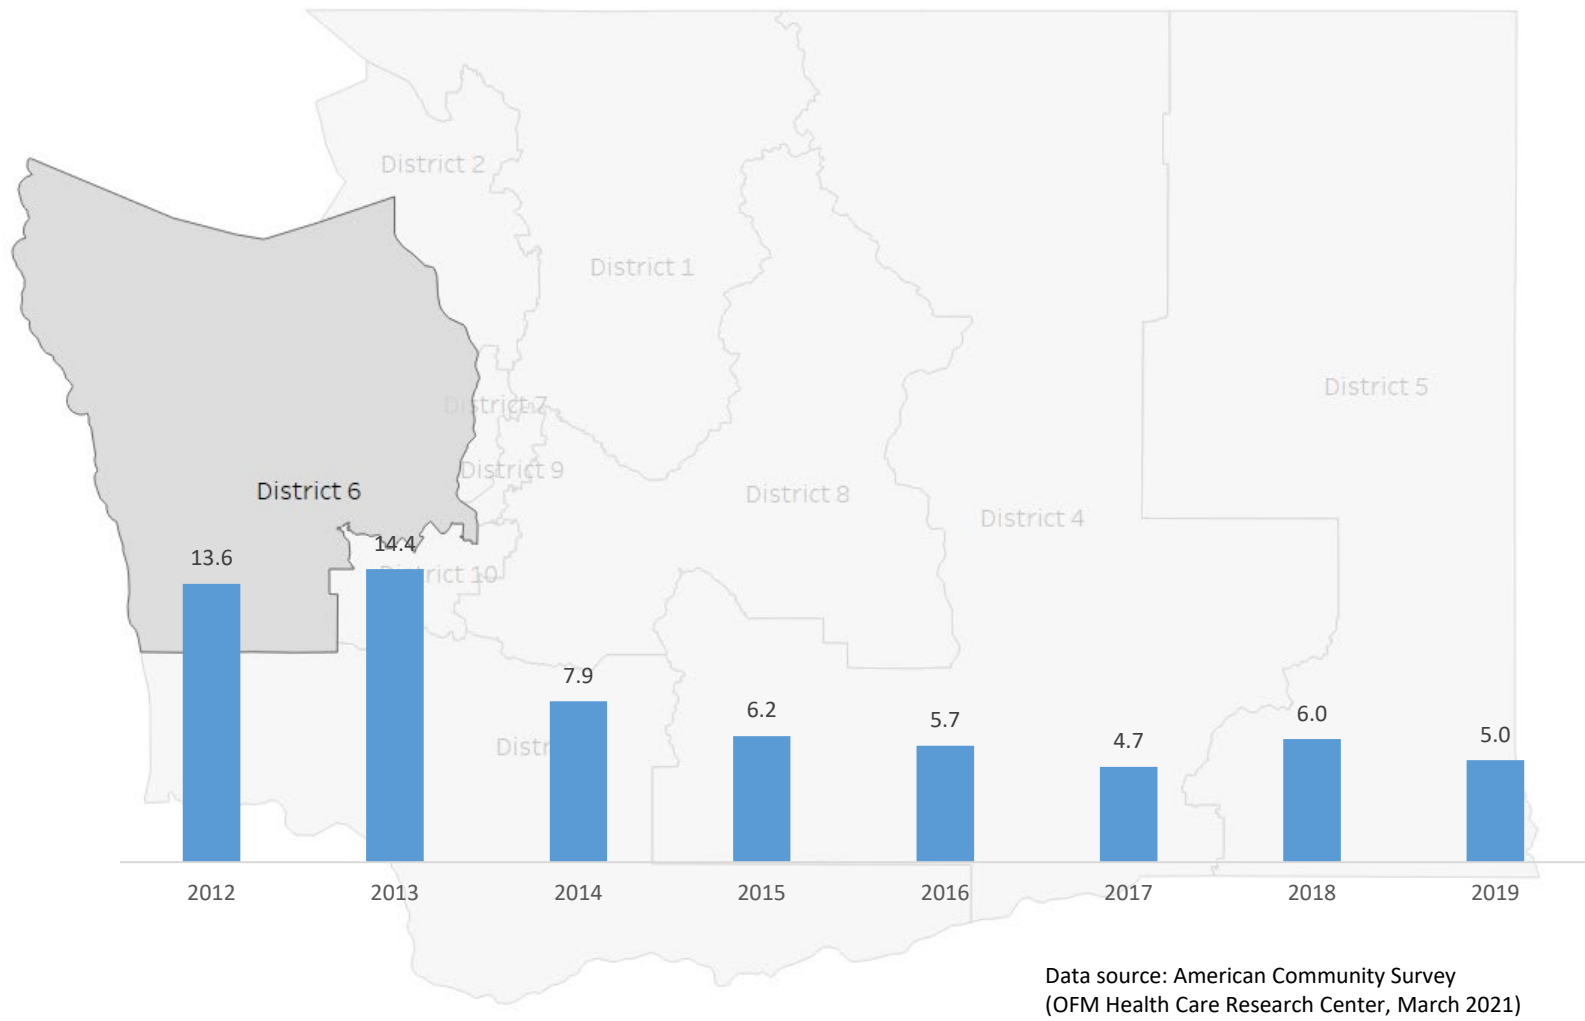 District 2
District 1
District 5
District 7
District 9
District 6
District 8
District 4
13.6
14.4
rict 10
7.9
6.2
5.7
4.7
6.0
5.0
Distr
2012
2013
2014
2015
2016
2017
2018
2019
Data source: American Community Survey
(OFM Health Care Research Center, March 2021)